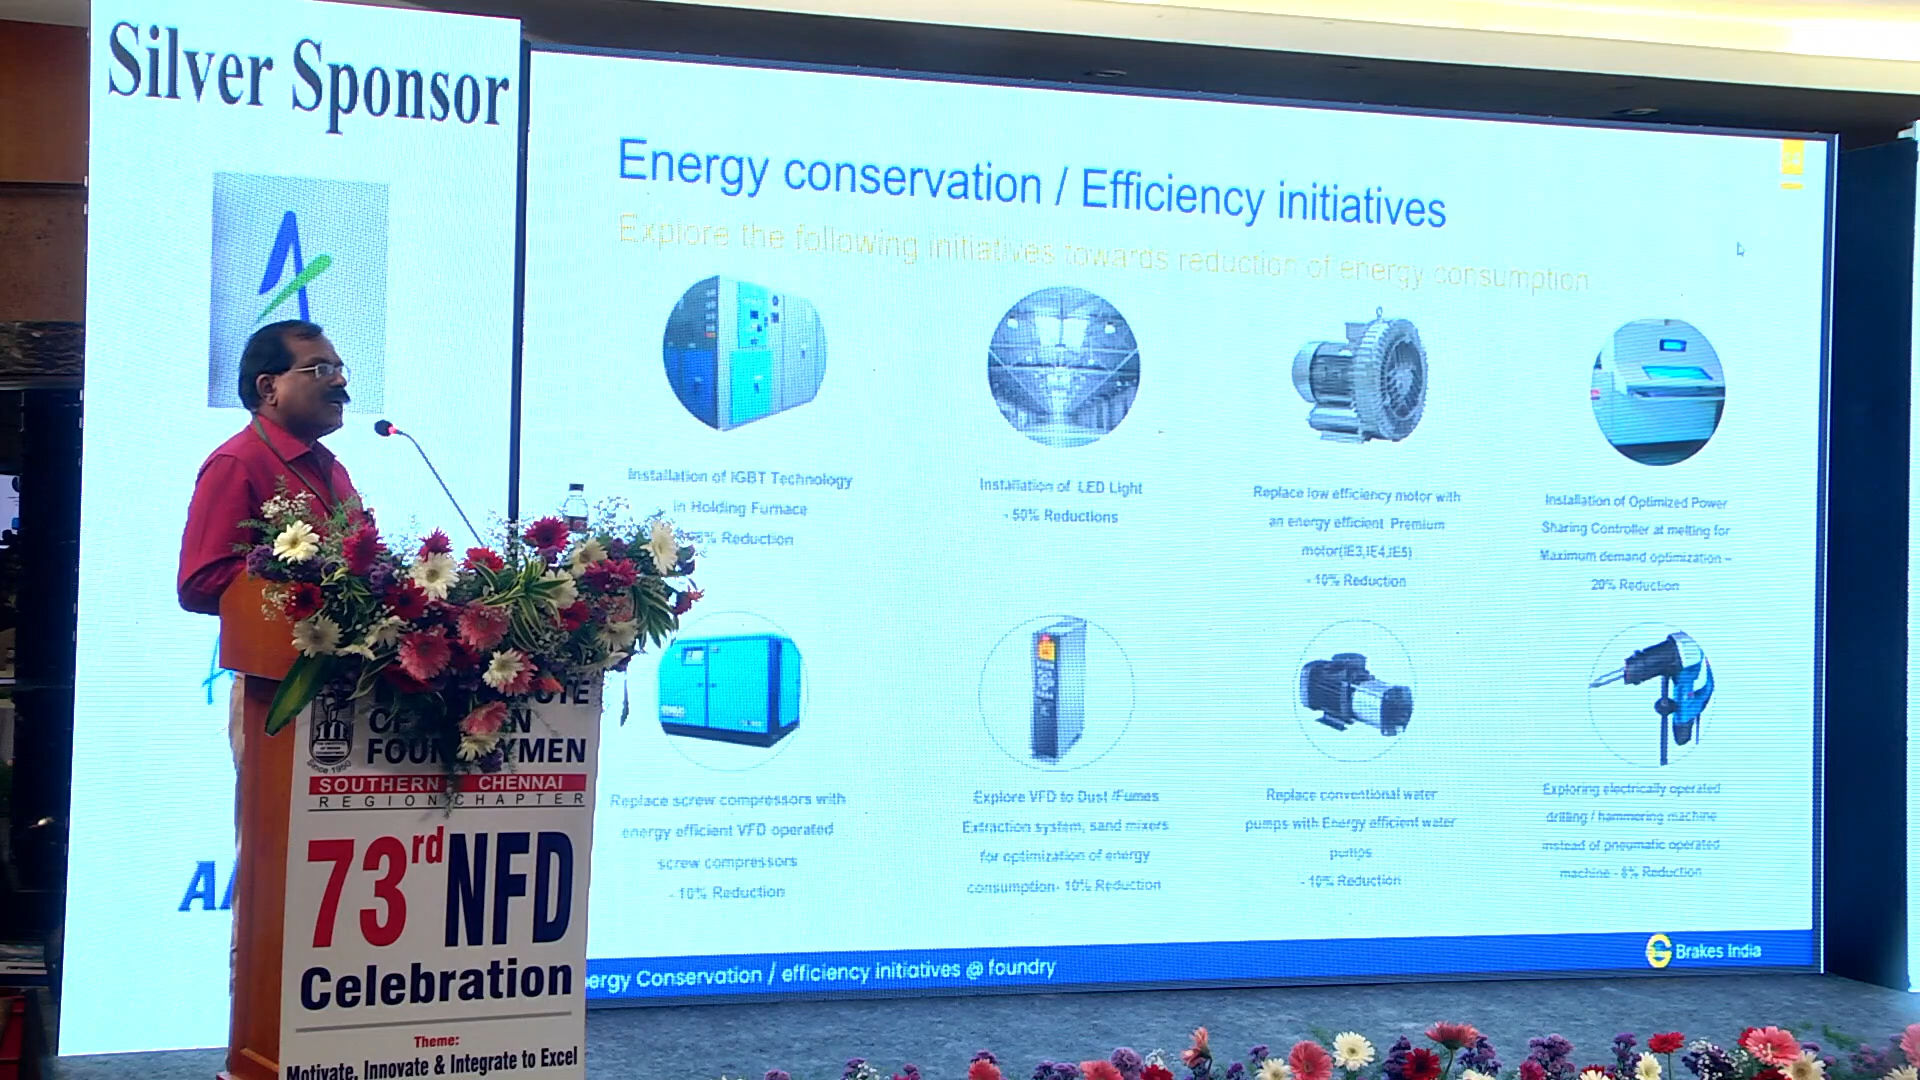 Silver Sponsor
Energy conservation / Efficiency initiatives
Explore the following initiatives towards reduction of energy consumption
Installation of IGBT Technology
in Holding Furnace
Reduction
Installation of LED Light
- 50% Reductions
Replace low efficiency motor with
an energy efficient Premium
motor(IE3,IE4,IE5)
- 10% Reduction
Installation of Optimized Power
Sharing Controller at melting for
Maximum demand optimization –
20% Reduction
Replace screw compressors with
energy efficient VFD operated
screw compressors
- 10% Reduction
Explore VFD to Dust /Fumes
Extraction system, sand mixers
for optimization of energy
consumption- 10% Reduction
Replace conventional water
pumps with Energy efficient water
pumps
- 10% Reduction
Exploring electrically operated
drilling / hammering machine
instead of pneumatic operated
machine - 8% Reduction
ergy Conservation / efficiency initiatives @ foundry
Brakes India
YMEN
Since 1950
SOUTHERN CHENNAI
REGION CHAPTER
73rd NFD
Celebration
Theme:
Motivate, Innovate & Integrate to Excel